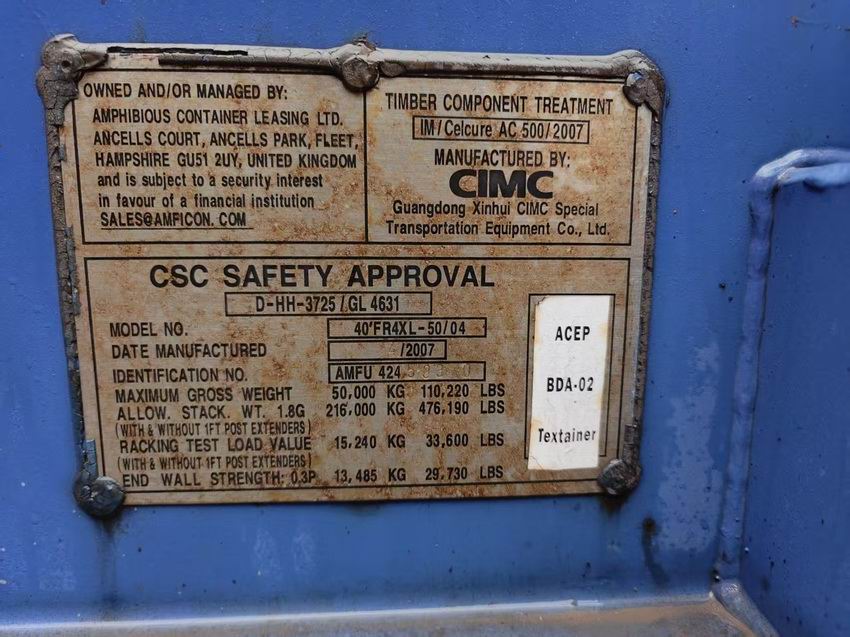 OWNED AND/OR MANAGED BY:
AMPHIBIOUS CONTAINER LEASING LTD.
ANCELLS COURT, ANCELLS PARK, FLEET,
HAMPSHIRE GU51 2UY, UNITED KINGDOM
and is subject to a security interest
in favour of a financial institution
SALES@AMFICON.COM
TIMBER COMPONENT TREATMENT
IM/Celcure AC 500/2007
MANUFACTURED BY:
CIMC
Guangdong Xinhui CIMC Special
Transportation Equipment Co., Ltd.
CSC SAFETY APPROVAL
D-HH-3725/GL 4631
MODEL NO. 40'FR4XL-50/04
DATE MANUFACTURED /2007
IDENTIFICATION NO. AMFU 424
MAXIMUM GROSS WEIGHT 50,000 KG 110,220 LBS
ALLOW. STACK. WT. 1.8G 216,000 KG 476,190 LBS
(WITH & WITHOUT 1FT POST EXTENDERS)
RACKING TEST LOAD VALUE 15,240 KG 33,600 LBS
(WITH & WITHOUT 1FT POST EXTENDERS)
END WALL STRENGTH: 0.3P 13,485 KG 29,730 LBS
ACEP
BDA-02
Textainer